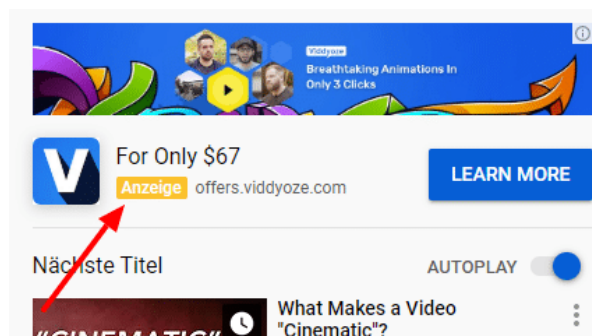 Viddyoze
Breathtaking Animations In
Only 3 Clicks
V
For Only $67
Anzeige offers.viddyoze.com
LEARN MORE
Nächste Titel
AUTOPLAY
"CINEMATIC"
What Makes a Video
"Cinematic"?